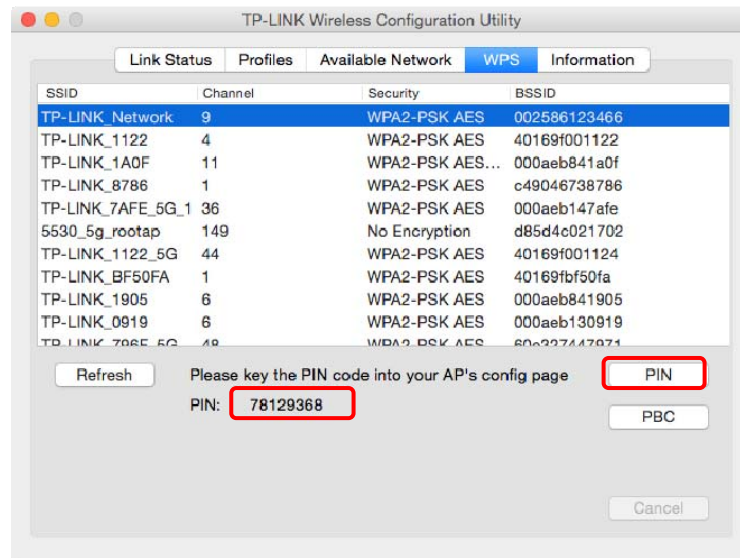 TP-LINK Wireless Configuration Utility
Link Status Profiles Available Network WPS Information
SSID Channel Security BSSID
TP-LINK_Network 9 WPA2-PSK AES 002586123466
TP-LINK_1122 4 WPA2-PSK AES 40169f001122
TP-LINK_1A0F 11 WPA2-PSK AES... 000aeb841a0f
TP-LINK_8786 1 WPA2-PSK AES c49046738786
TP-LINK_7AFE_5G_1 36 WPA2-PSK AES 000aeb147afe
5530_5g_rootap 149 No Encryption d85d4c021702
TP-LINK_1122_5G 44 WPA2-PSK AES 40169f001124
TP-LINK_BF50FA 1 WPA2-PSK AES 40169fbf50fa
TP-LINK_1905 6 WPA2-PSK AES 000aeb841905
TP-LINK_0919 6 WPA2-PSK AES 000aeb130919
48 WPA2-PSK AES
Refresh Please key the PIN code into your AP's config page PIN
PIN: 78129368
PBC
Cancel